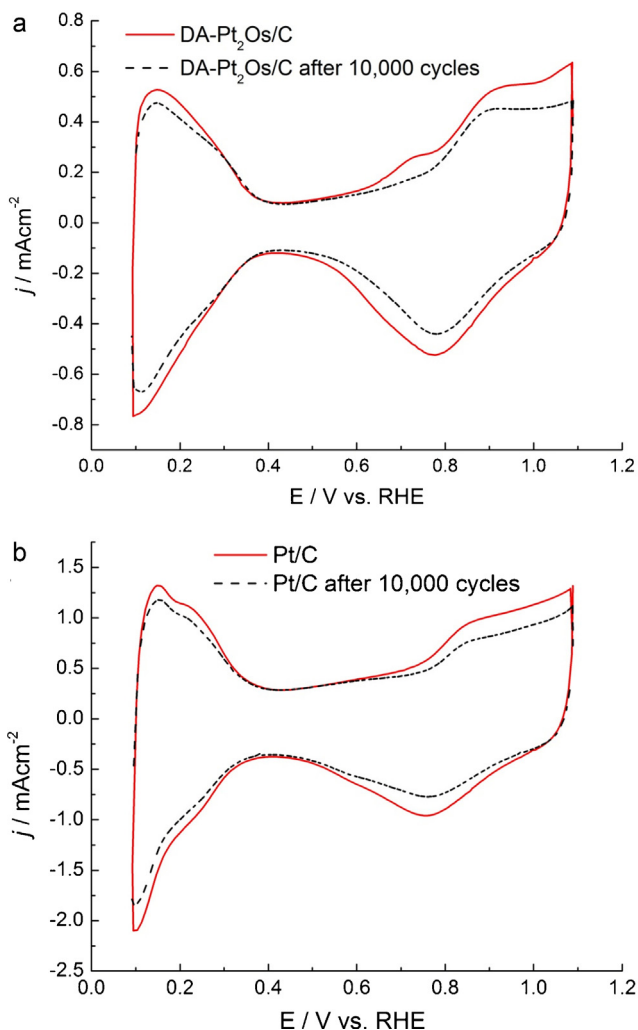 a
DA-Pt₂Os/C
DA-Pt₂Os/C after 10,000 cycles
0.8
0.6
0.4
0.2
0.0
-0.2
-0.4
-0.6
-0.8
j / mAcm⁻²
0.0 0.2 0.4 0.6 0.8 1.0 1.2
E / V vs. RHE
b
Pt/C
Pt/C after 10,000 cycles
1.5
1.0
0.5
0.0
-0.5
-1.0
-1.5
-2.0
-2.5
j / mAcm⁻²
0.0 0.2 0.4 0.6 0.8 1.0 1.2
E / V vs. RHE